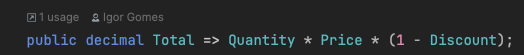 1 usage Igor Gomes
public decimal Total => Quantity * Price * (1 - Discount);